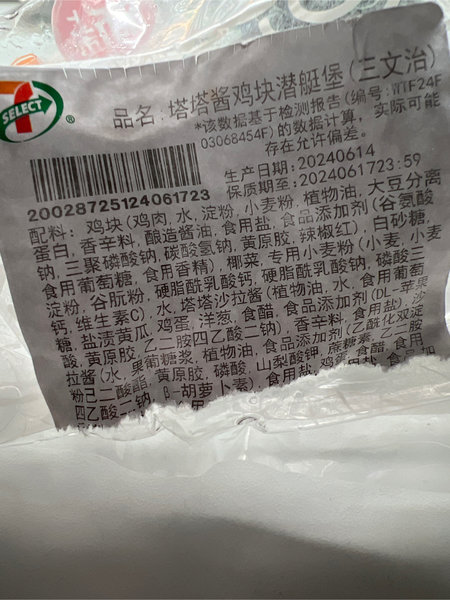 7
SELECT
®
品名:塔塔酱鸡块潜艇堡(三文治)
*该数据基于检测报告(编号:WTF24F
03068454F)的数据计算,实际可能
存在允许偏差。
生产日期:20240614
保质期至:2024061723:59
20028725124061723
配料:鸡块(鸡肉,水,淀粉,小麦粉,植物油,大豆分离
蛋白,香辛料,酿造酱油,食用盐,食品添加剂(谷氨酸
钠,三聚磷酸钠,碳酸氢钠,黄原胶,辣椒红),白砂糖,
食用葡萄糖,食用香精),椰菜,专用小麦粉(小麦,小麦
淀粉,谷朊粉,硬脂酰乳酸钠,硬脂酰乳酸钙,磷酸三
钙,维生素C),水,塔塔沙拉酱(植物油,水,食用葡萄
糖,盐渍黄瓜,鸡蛋,洋葱,食醋,食品添加剂(DL-苹果
酸,黄原胶,乙二胺四乙酸二钠),香辛料,食用盐),沙
拉酱(水,果葡糖浆,植物油,食品添加剂(乙酰化双淀
粉己二酸酯,黄原胶,磷酸,山梨酸钾,蔗糖素,乙二胺
四乙酸二钠,β-胡萝卜素),食用盐,鸡蛋,食醋,食用